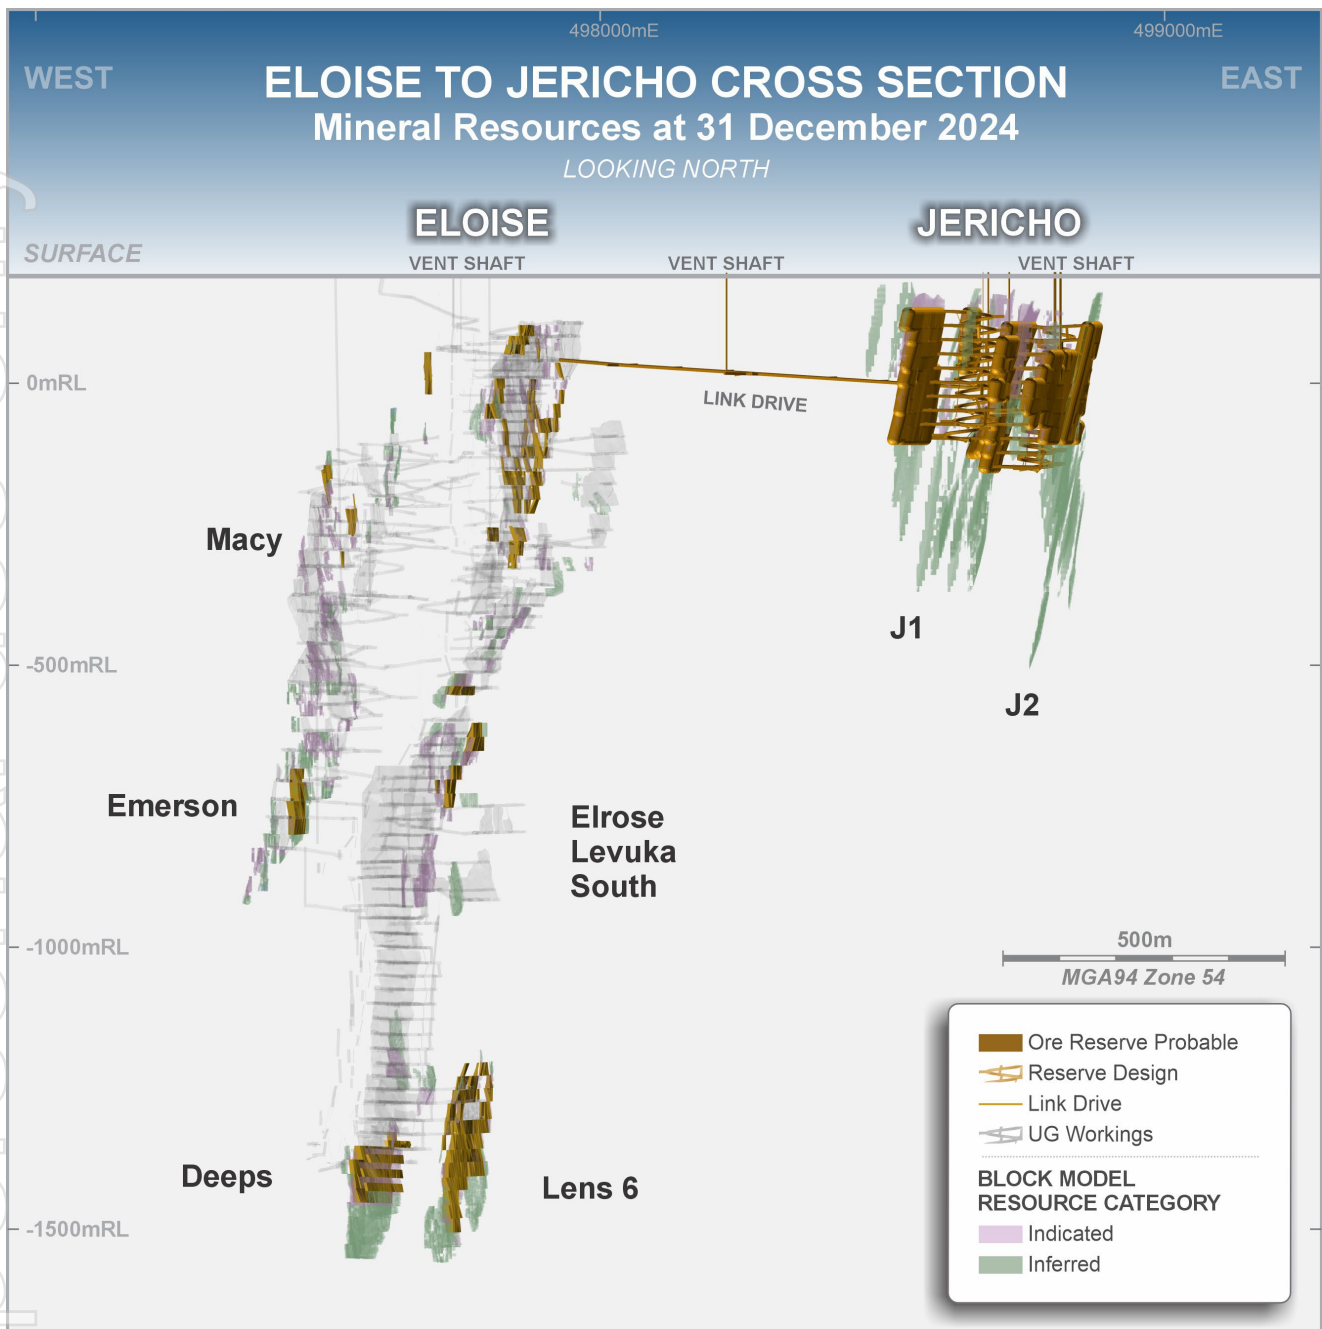 498000mE
499000mE
WEST
EAST
ELOISE TO JERICHO CROSS SECTION
Mineral Resources at 31 December 2024
LOOKING NORTH
ELOISE
JERICHO
SURFACE
VENT SHAFT
VENT SHAFT
VENT SHAFT
0mRL
LINK DRIVE
Macy
J1
-500mRL
J2
Emerson
Elrose
Levuka
South
-1000mRL
500m
MGA94 Zone 54
Deeps
Lens 6
-1500mRL
Ore Reserve Probable
Reserve Design
Link Drive
UG Workings
BLOCK MODEL
RESOURCE CATEGORY
Indicated
Inferred